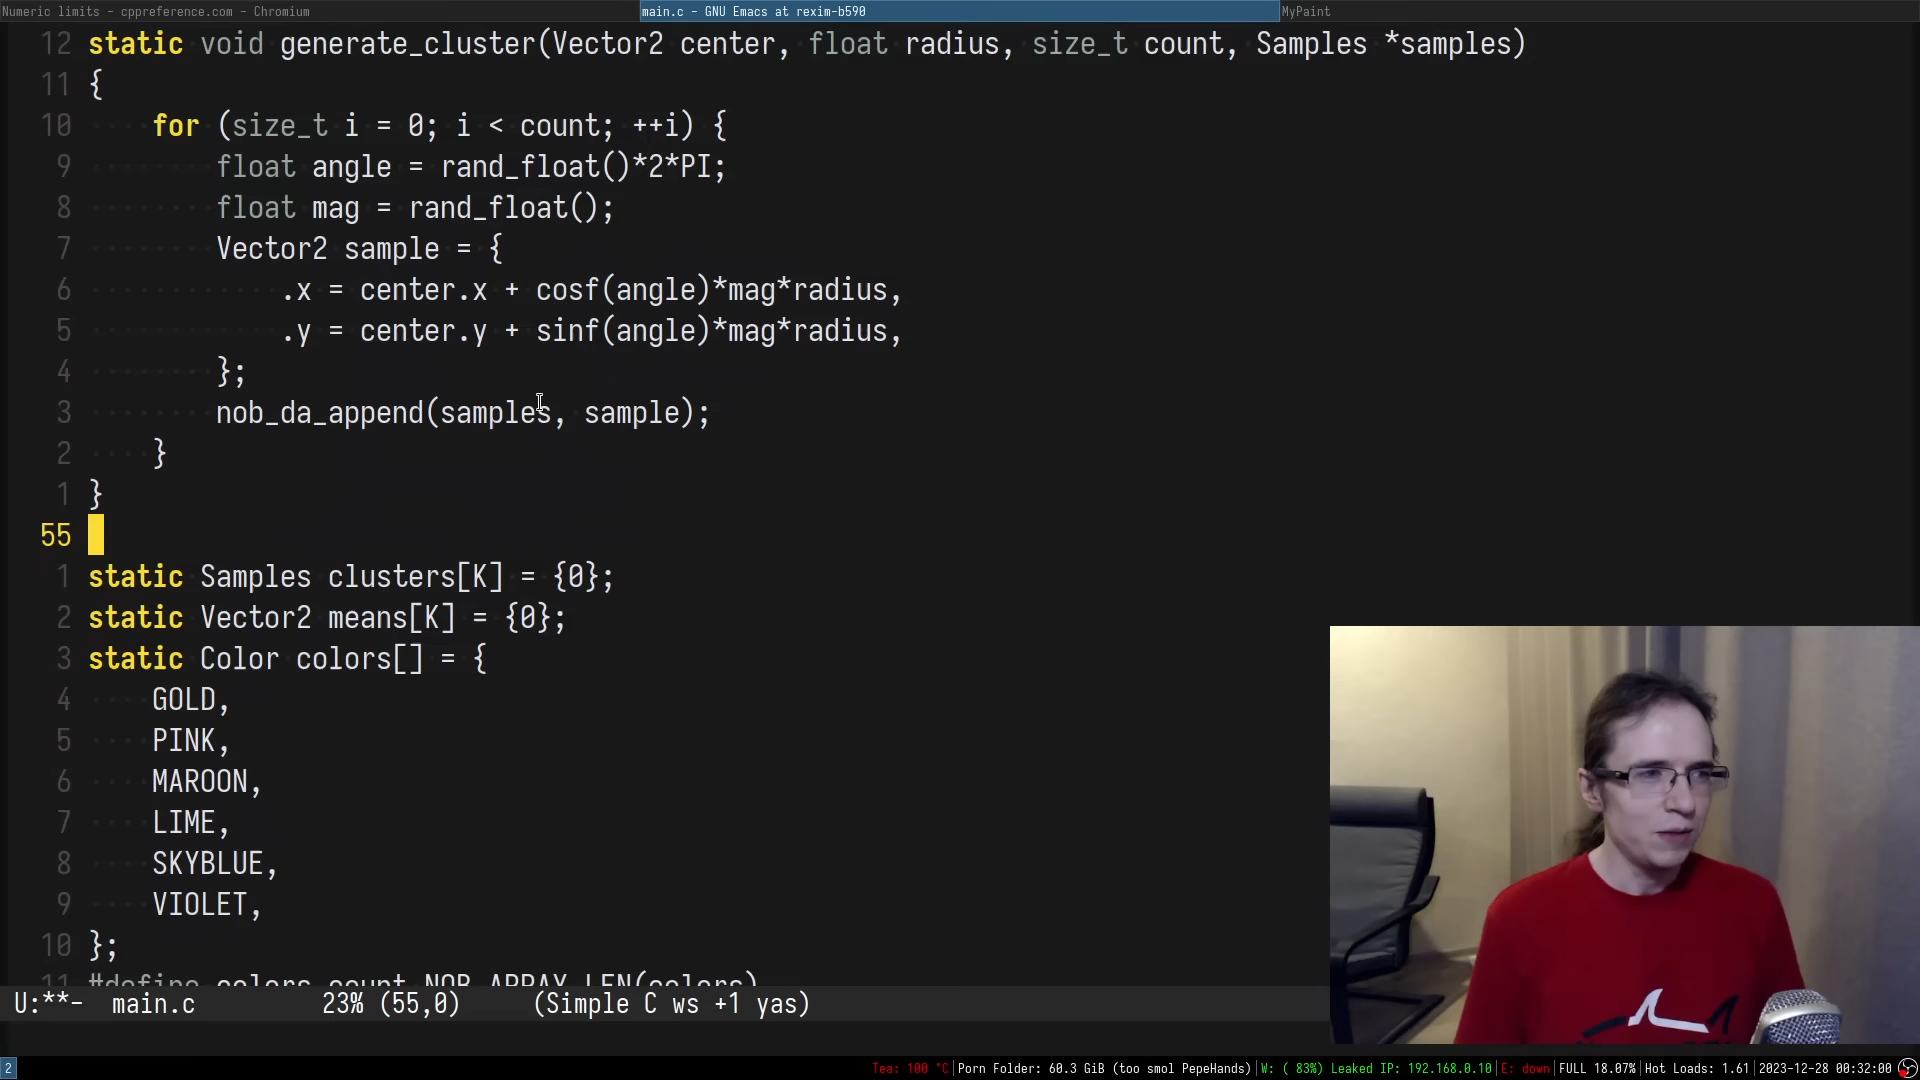 Numeric limits - cppreference.com - Chromium
main.c - GNU Emacs at rexim-b590
MyPaint
12 static void generate_cluster(Vector2 center, float radius, size_t count, Samples *samples)
11 {
10 for (size_t i = 0; i < count; ++i) {
9 float angle = rand_float()*2*PI;
8 float mag = rand_float();
7 Vector2 sample = {
6 .x = center.x + cosf(angle)*mag*radius,
5 .y = center.y + sinf(angle)*mag*radius,
4 };
3 nob_da_append(samples, sample);
2 }
1 }
55
1 static Samples clusters[K] = {0};
2 static Vector2 means[K] = {0};
3 static Color colors[] = {
4 GOLD,
5 PINK,
6 MAROON,
7 LIME,
8 SKYBLUE,
9 VIOLET,
10 };
11 #define colors_count NOB_ARRAY_LEN(colors)
U:**- main.c 23% (55,0) (Simple C ws +1 yas)
2
Tea: 100 °C|Porn Folder: 60.3 GiB (too smol PepeHands)|W: ( 83%) Leaked IP: 192.168.0.10|E: down|FULL 18.07%|Hot Loads: 1.61|2023-12-28 00:32:00